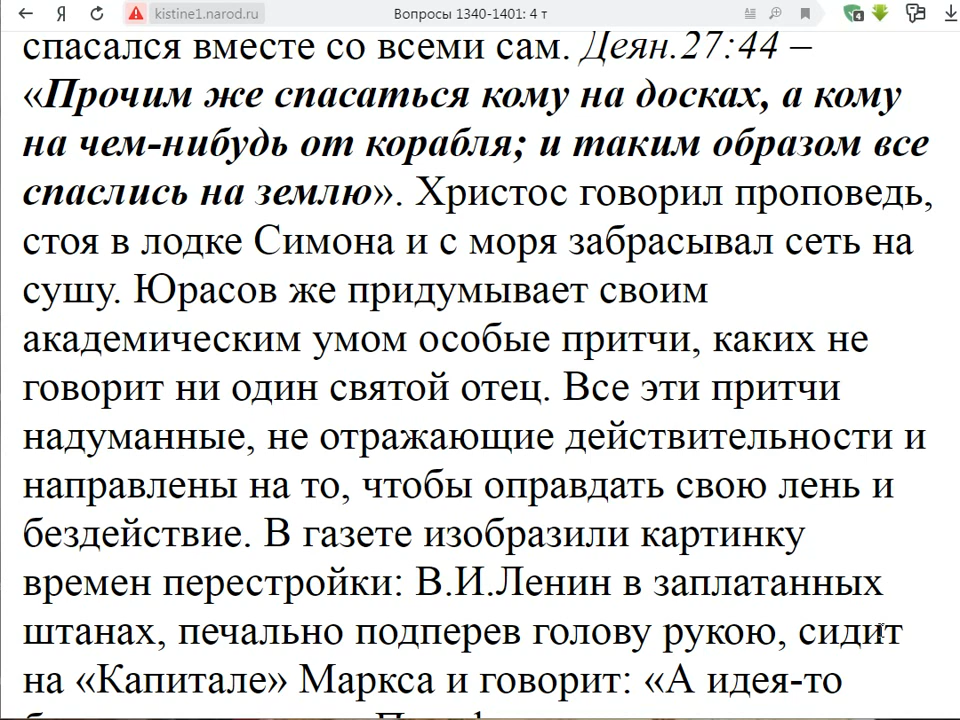 Я kistine1.narod.ru Вопросы 1340-1401: 4 т 4
спасался вместе со всеми сам. Деян.27:44 –
«Прочим же спасаться кому на досках, а кому
на чем-нибудь от корабля; и таким образом все
спаслись на землю». Христос говорил проповедь,
стоя в лодке Симона и с моря забрасывал сеть на
сушу. Юрасов же придумывает своим
академическим умом особые притчи, каких не
говорит ни один святой отец. Все эти притчи
надуманные, не отражающие действительности и
направлены на то, чтобы оправдать свою лень и
бездействие. В газете изобразили картинку
времен перестройки: В.И.Ленин в заплатанных
штанах, печально подперев голову рукою, сидит
на «Капитале» Маркса и говорит: «А идея-то